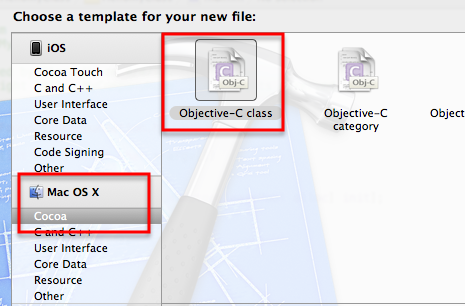 Choose a template for your new file:
iOS
Cocoa Touch
C and C++
User Interface
Core Data
Resource
Code Signing
Other
Mac OS X
Cocoa
C and C++
User Interface
Core Data
Resource
Other
C
Obj-C
Objective-C class
C
Obj-C
Objective-C
category
Objec